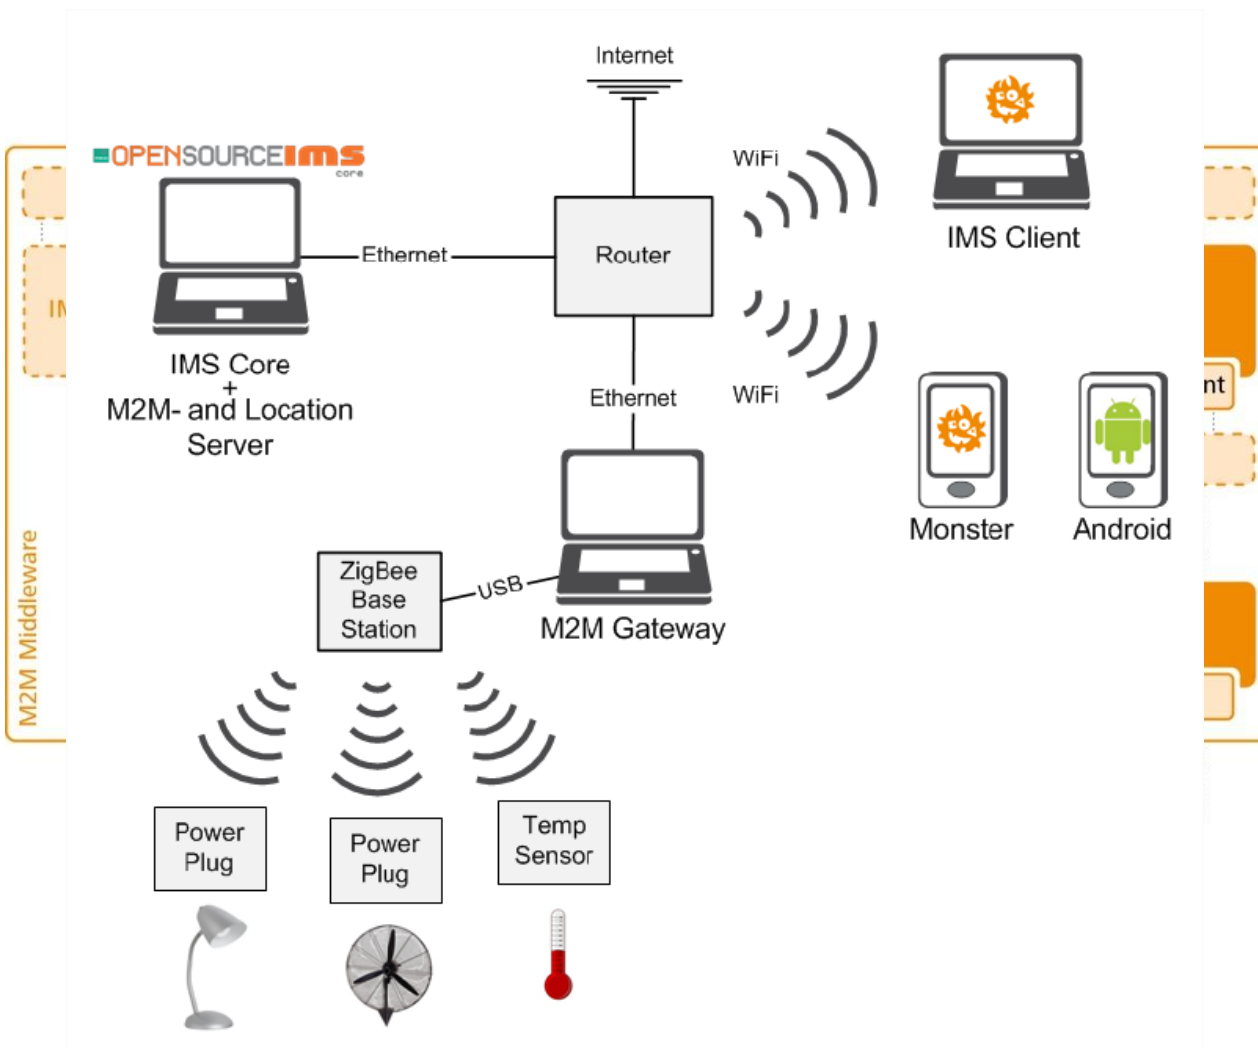 Internet
WiFi
OPENSOURCEIMS
core
Router
Ethernet
IMS Client
IMS Core
+
M2M- and Location
Server
Ethernet
WiFi
nt
Monster
Android
M2M Middleware
ZigBee
Base
Station
USB
M2M Gateway
Power
Plug
Power
Plug
Temp
Sensor